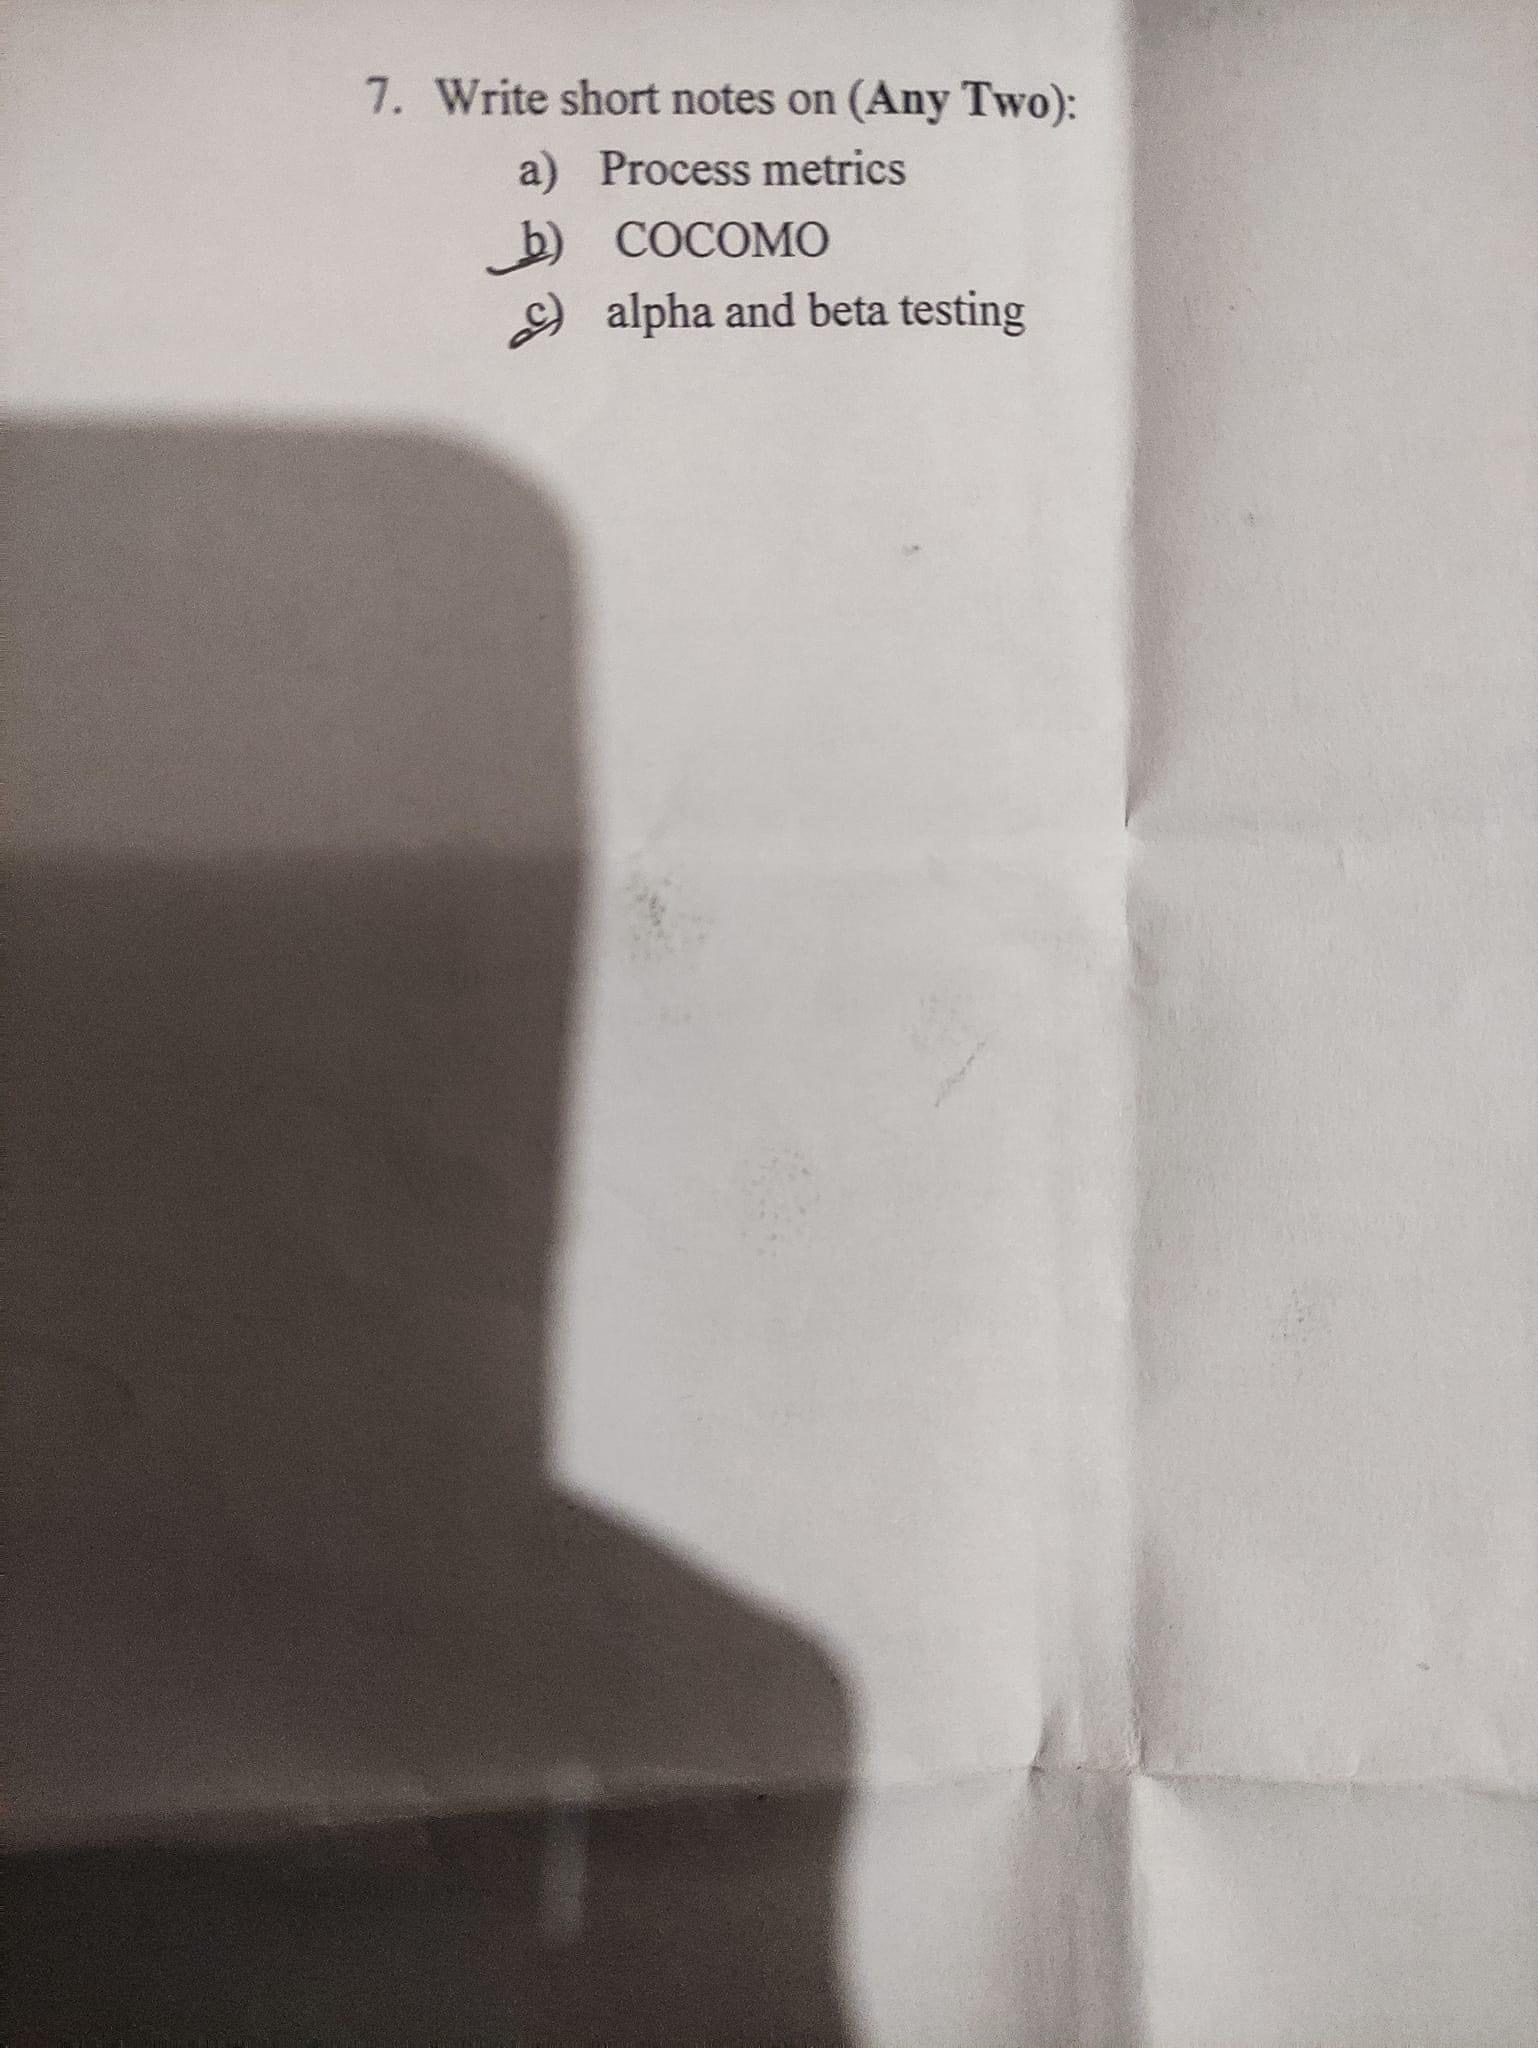 7. Write short notes on (Any Two):
a) Process metrics
b) COCOMO
c) alpha and beta testing